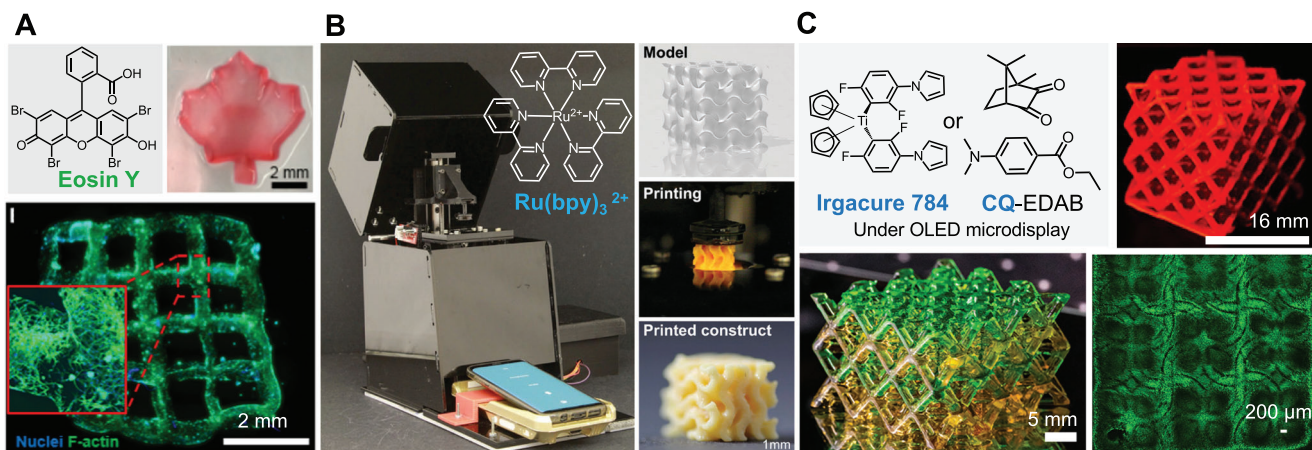 A
OH
O
Br
Br
O
O
OH
Br
Br
Eosin Y
2 mm
I
Nuclei F-actin
2 mm
B
N
N
N
Ru2+
N
N
N
Ru(bpy)3 2+
Model
Printing
Printed construct
1mm
C
F
N
F
Ti
F
F
N
O
O
or
N
O
O
Irgacure 784
CQ-EDAB
Under OLED microdisplay
16 mm
5 mm
200 µm